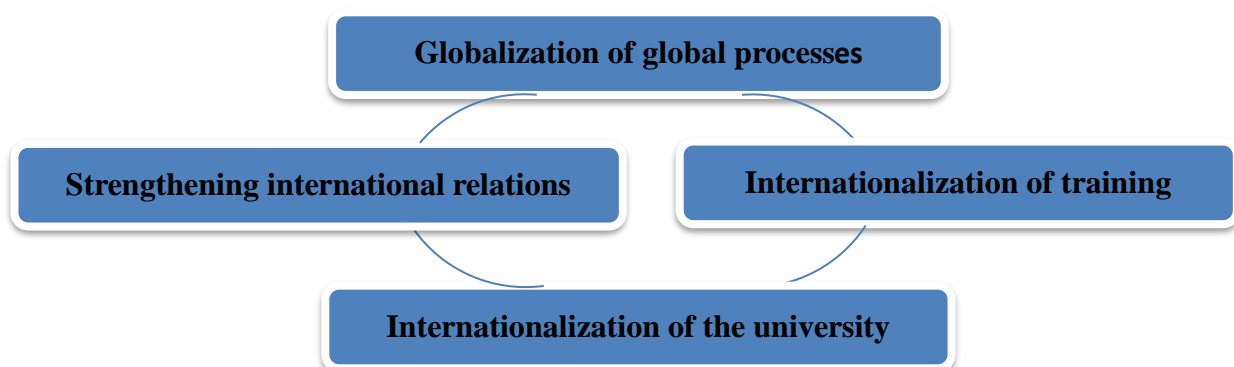 Globalization of global processes
Strengthening international relations
Internationalization of training
Internationalization of the university